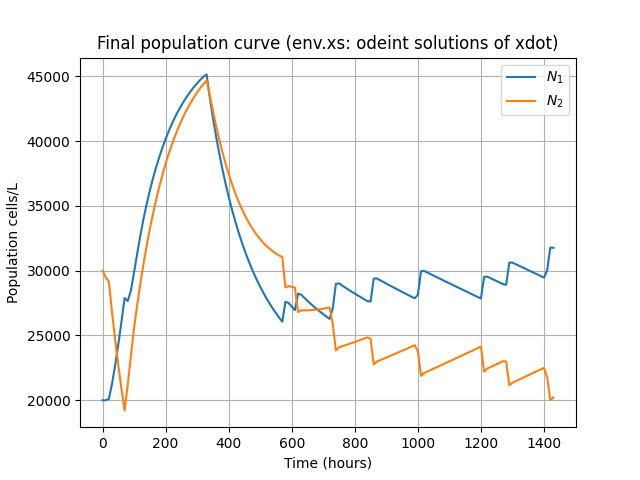 Final population curve (env.xs: odeint solutions of xdot)
N₁
N₂
Population cells/L
45000
40000
35000
30000
25000
20000
0 200 400 600 800 1000 1200 1400
Time (hours)